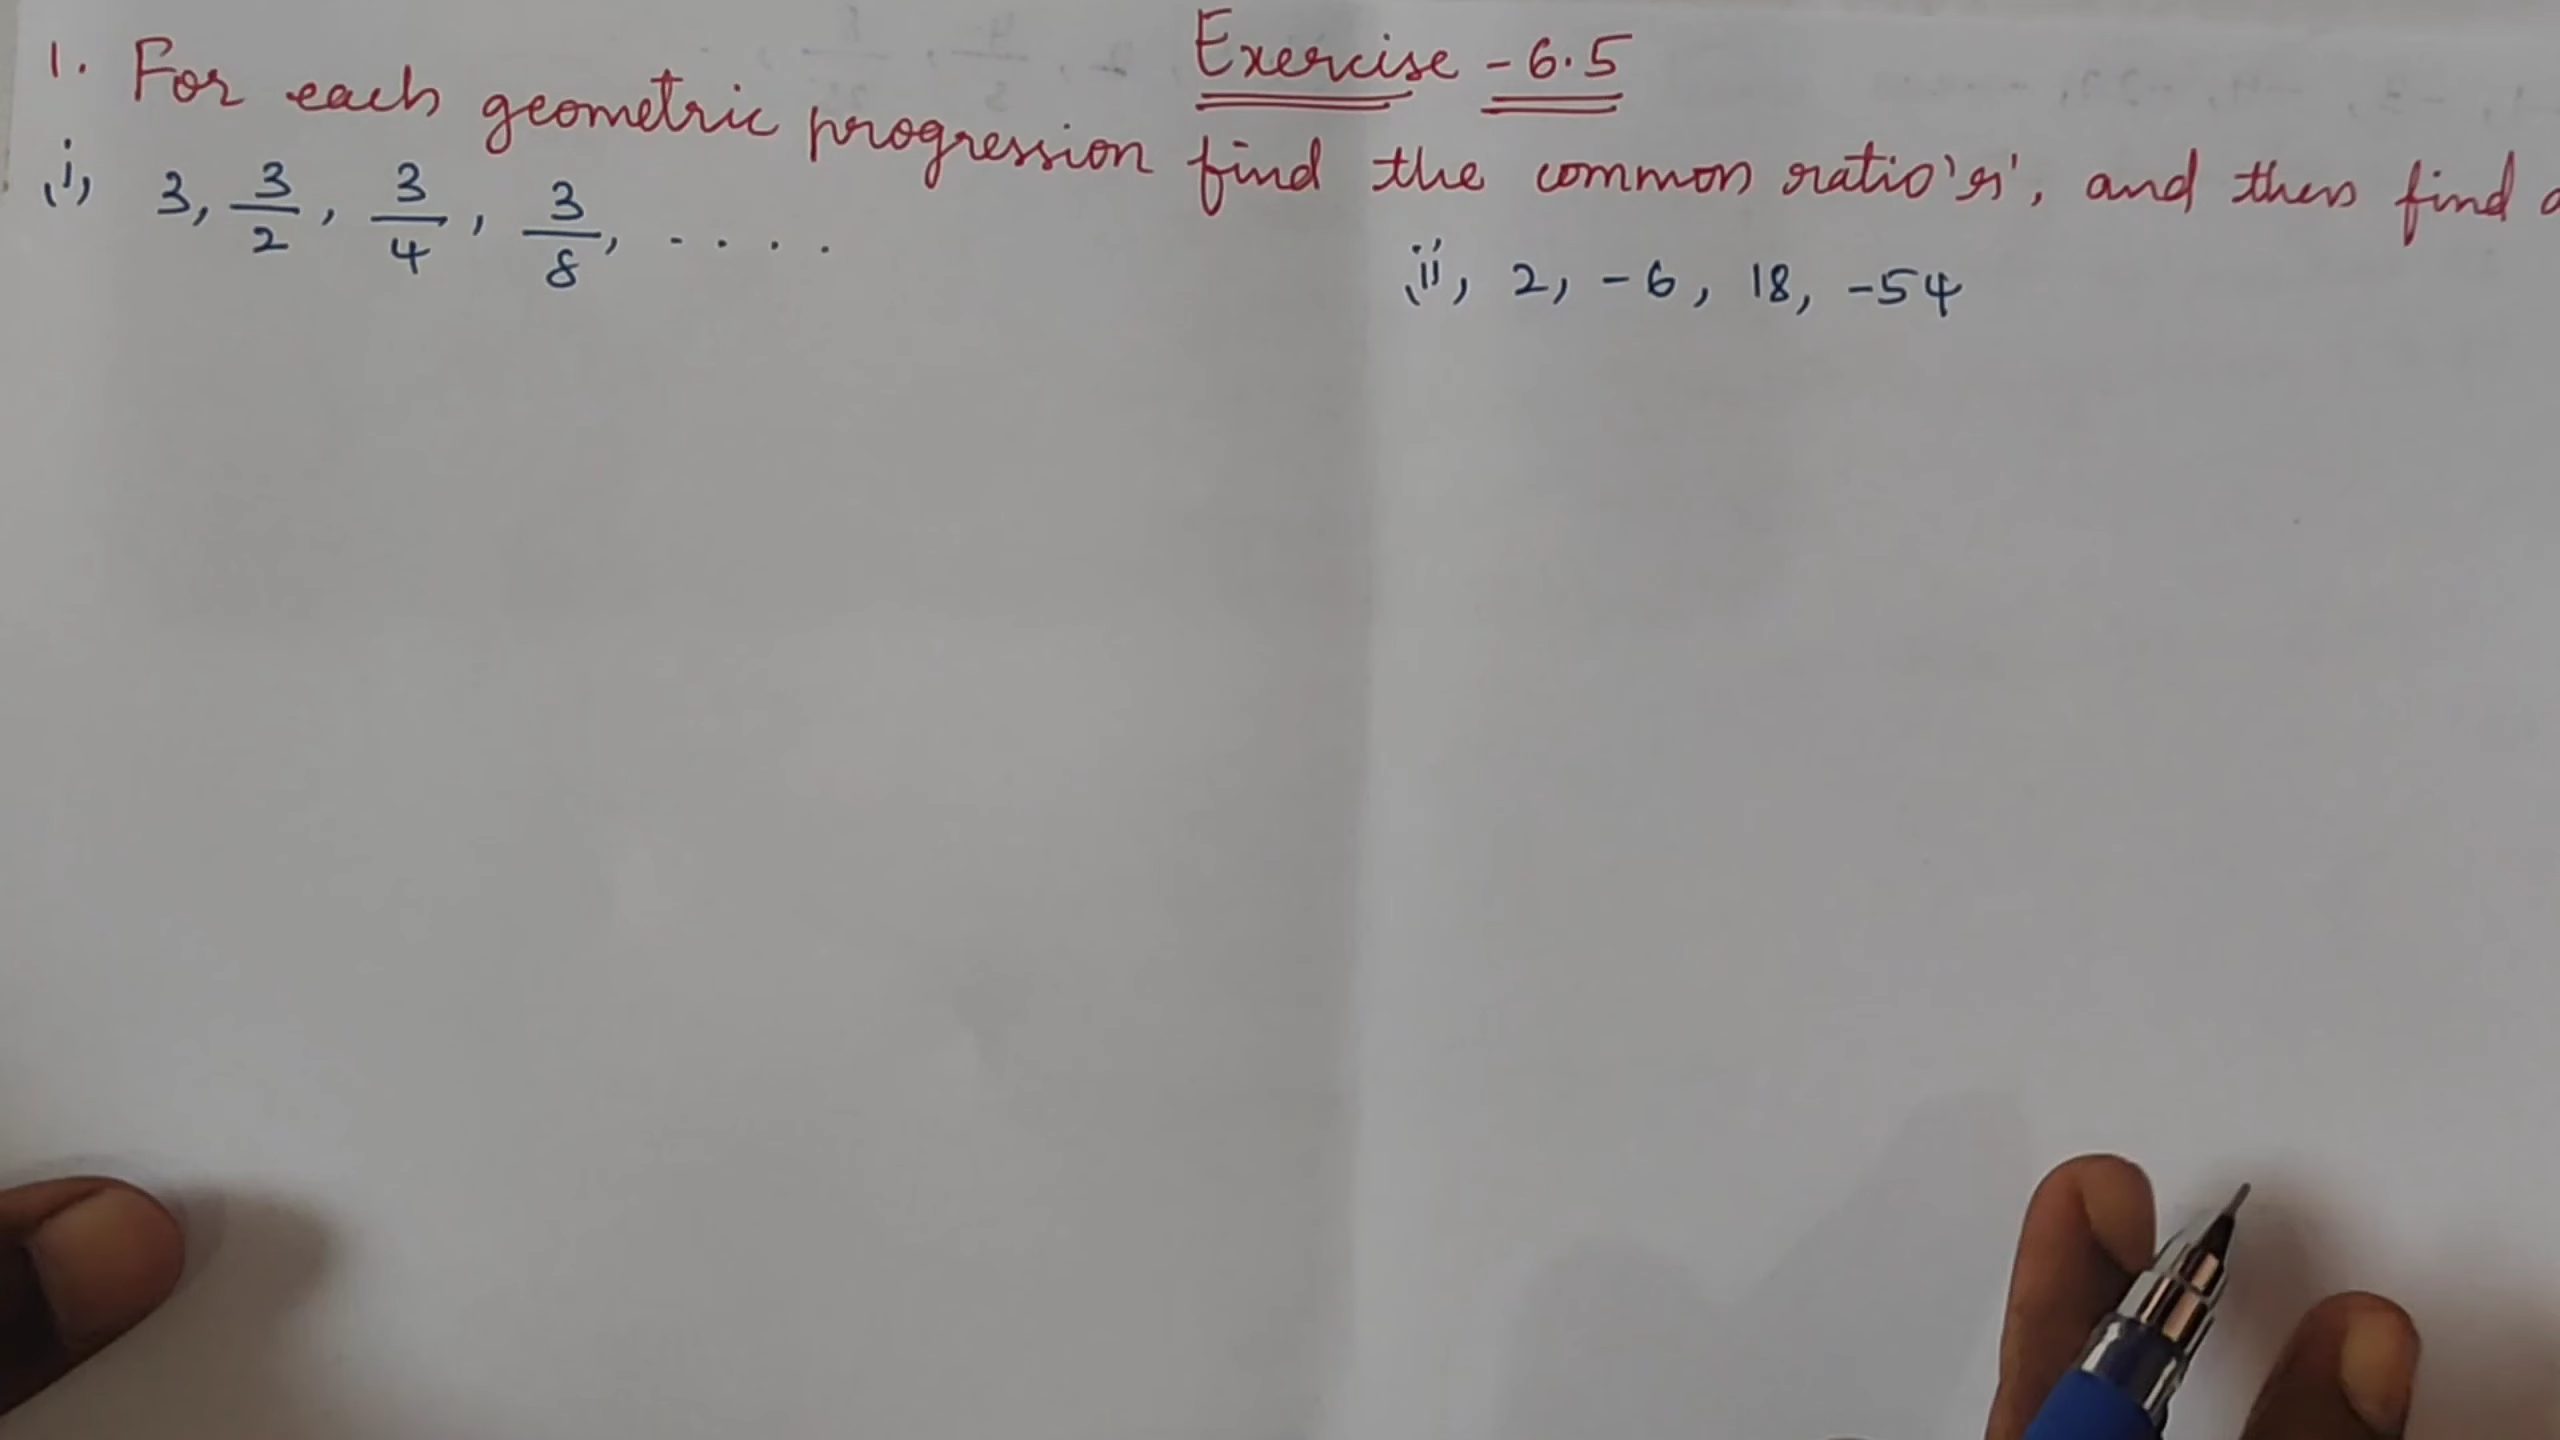 Exercise - 6.5
1. For each geometric progression find the common ratio 'r', and then find
(i) 3, 3/2, 3/4, 3/8, . . . .
(ii) 2, -6, 18, -54